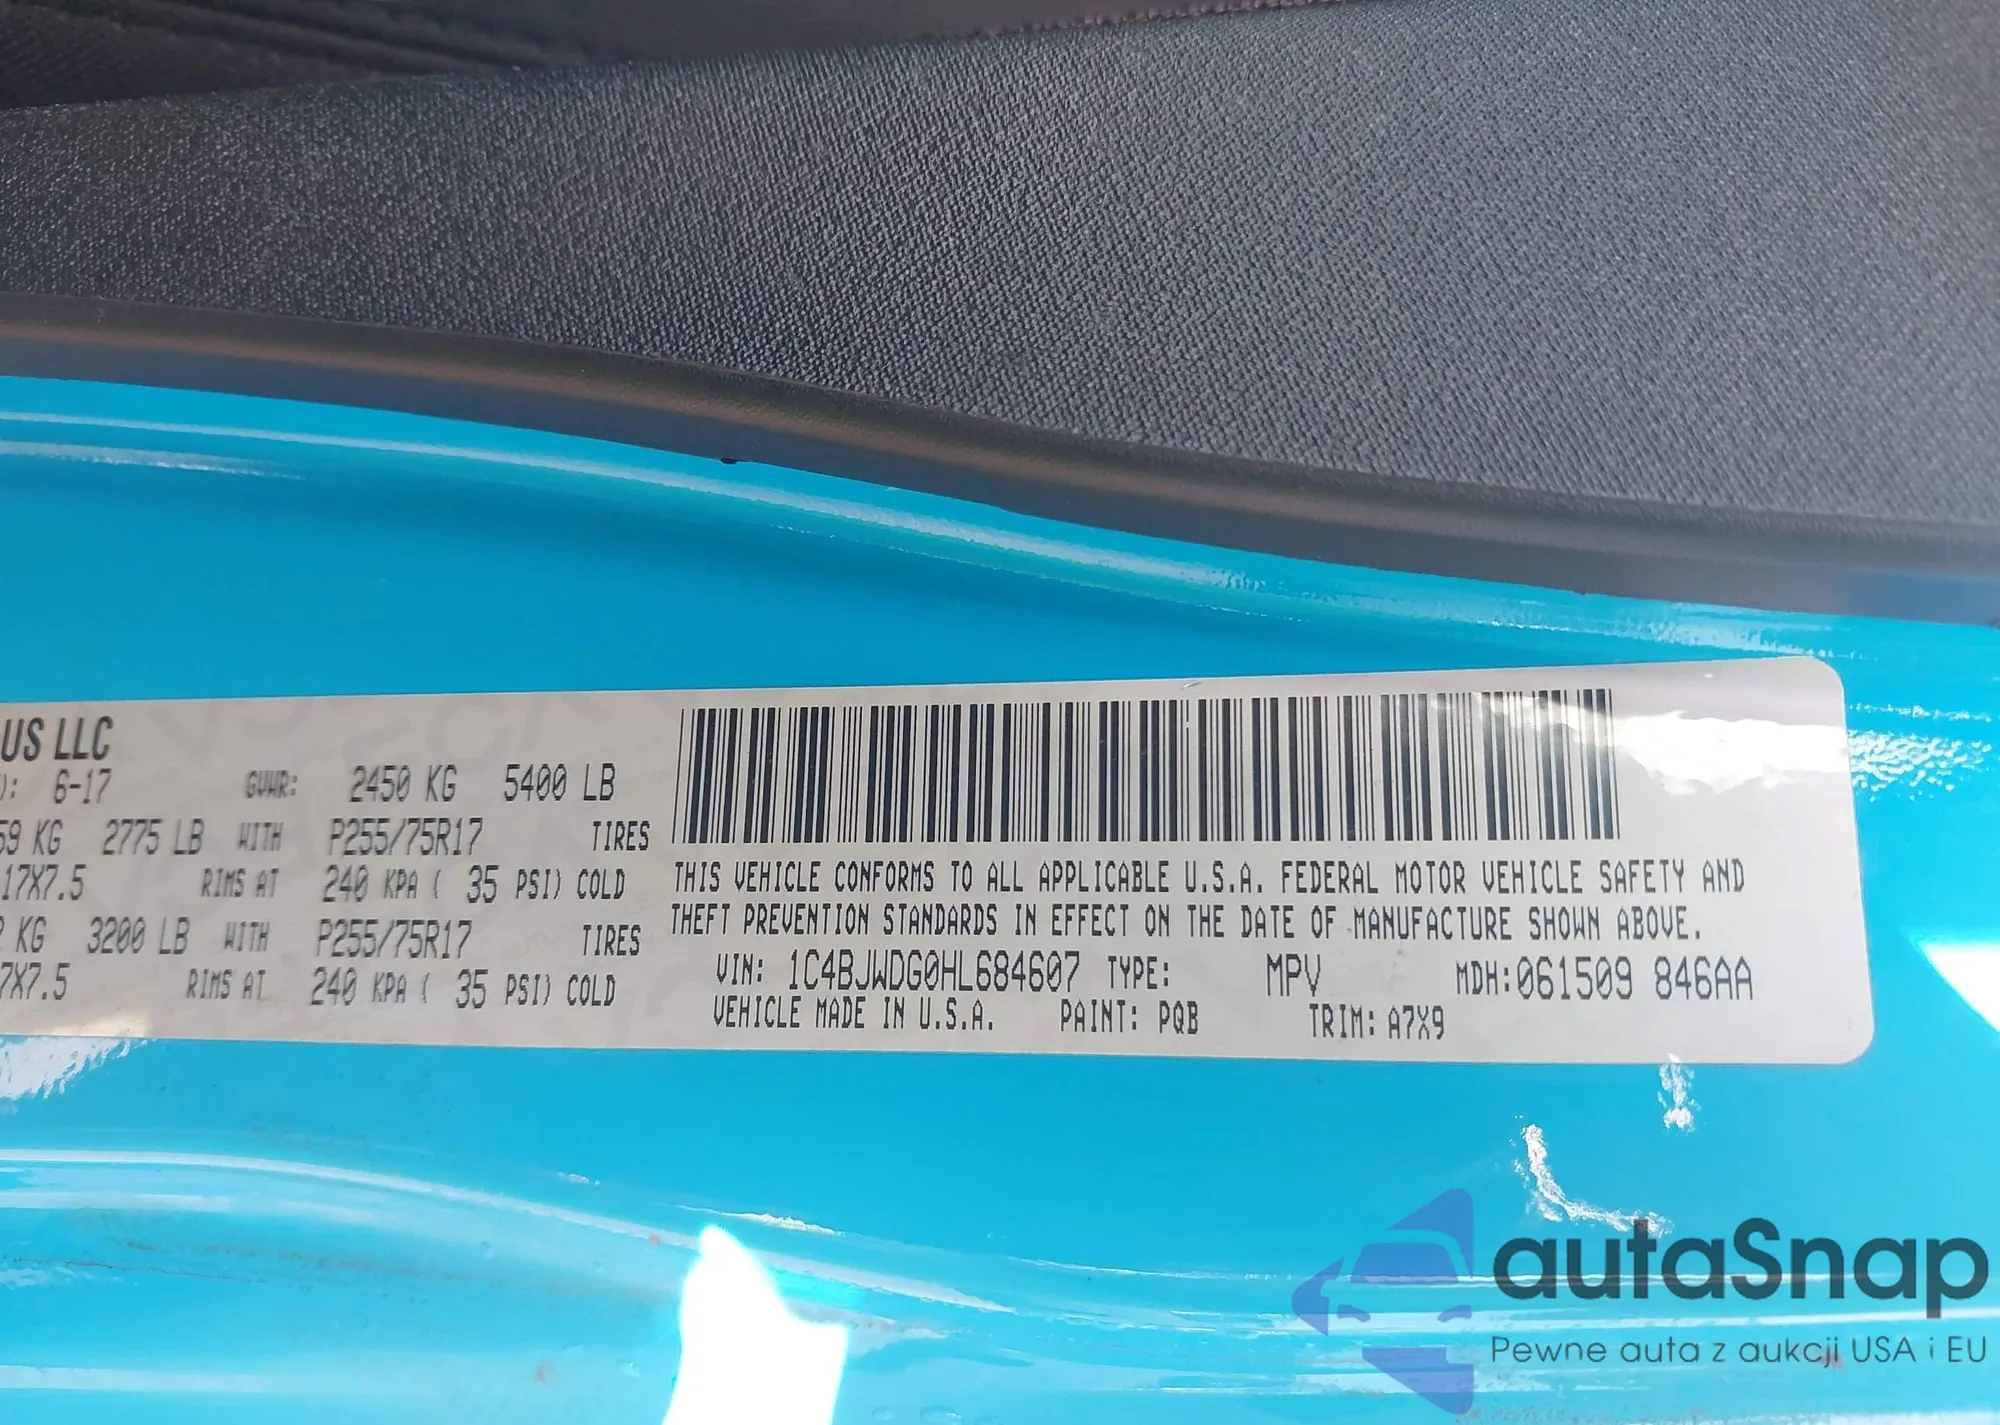 US LLC
): 6-17 GVWR: 2450 KG 5400 LB
59 KG 2775 LB WITH P255/75R17 TIRES
17X7.5 RIMS AT 240 KPA ( 35 PSI) COLD
KG 3200 LB WITH P255/75R17 TIRES
7X7.5 RIMS AT 240 KPA ( 35 PSI) COLD
THIS VEHICLE CONFORMS TO ALL APPLICABLE U.S.A. FEDERAL MOTOR VEHICLE SAFETY AND
THEFT PREVENTION STANDARDS IN EFFECT ON THE DATE OF MANUFACTURE SHOWN ABOVE.
VIN: 1C4BJWDG0HL684607 TYPE: MPV MDH:061509 846AA
VEHICLE MADE IN U.S.A. PAINT: PQB TRIM: A7X9
autaSnap
Pewne auta z aukcji USA i EU